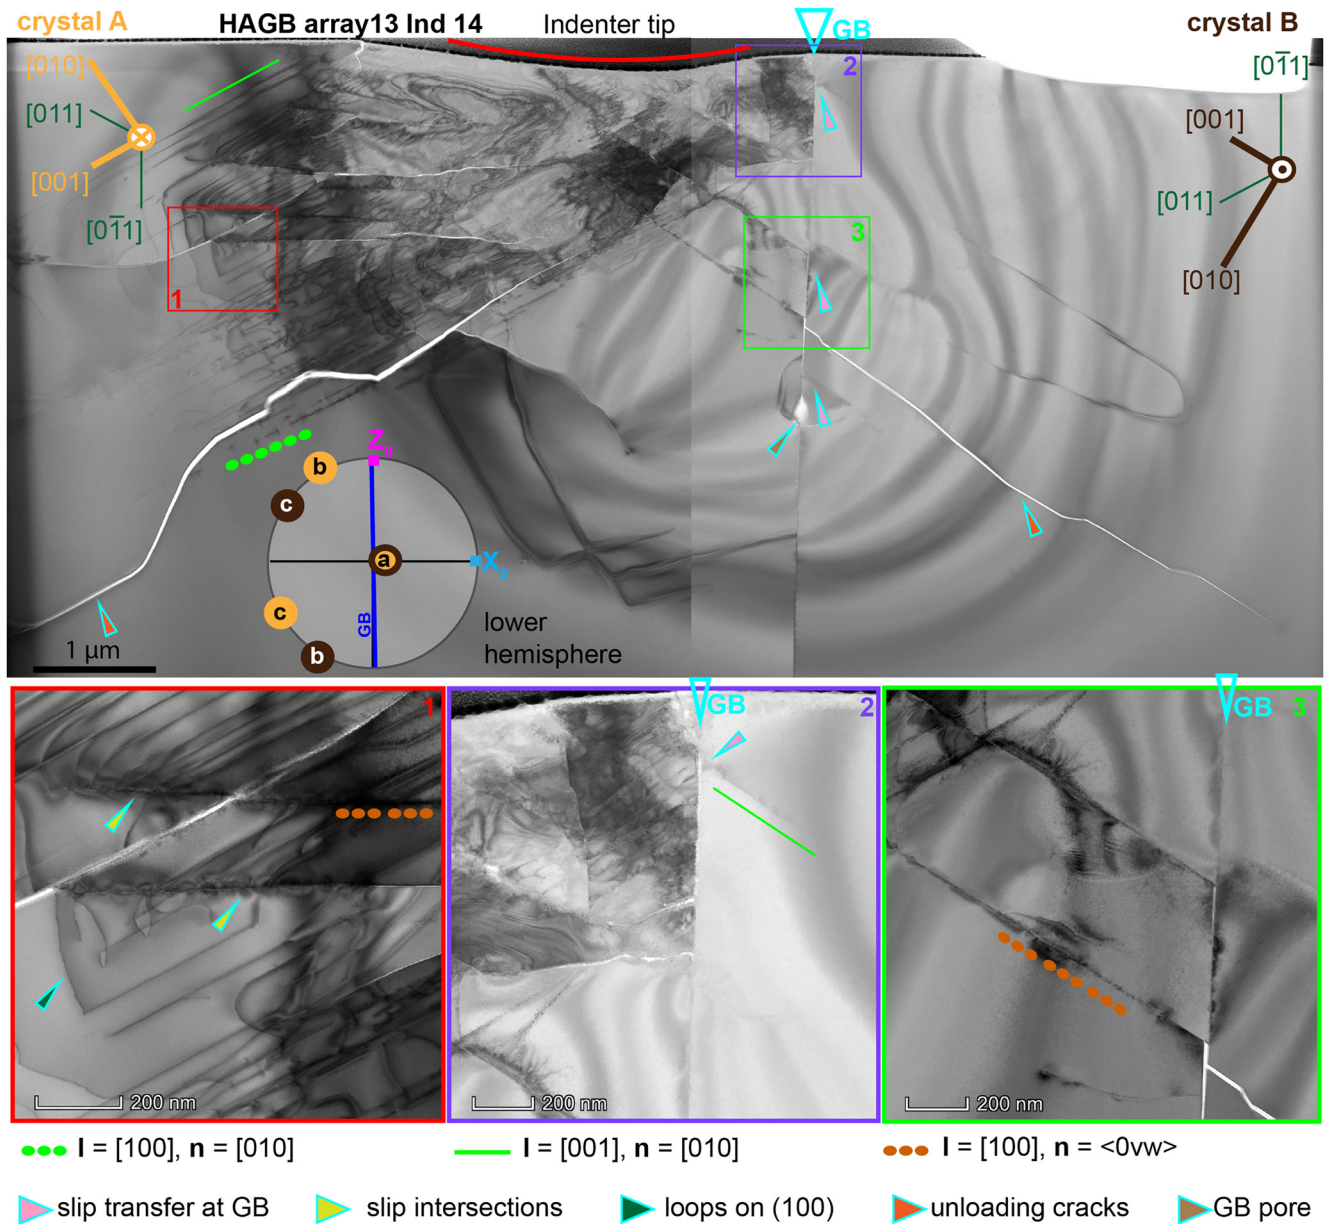 crystal A
HAGB array13 Ind 14
Indenter tip
GB
crystal B
[010]
[011]
[001]
[01̅1̅]
2
[01̅1̅]
[001]
[011]
[010]
1
3
Z₀
b
c
a
X₀
c
GB
b
lower
hemisphere
1 µm
1
200 nm
GB
2
200 nm
GB
3
200 nm
l = [100], n = [010]
l = [001], n = [010]
l = [100], n = <0vw>
slip transfer at GB
slip intersections
loops on (100)
unloading cracks
GB pore